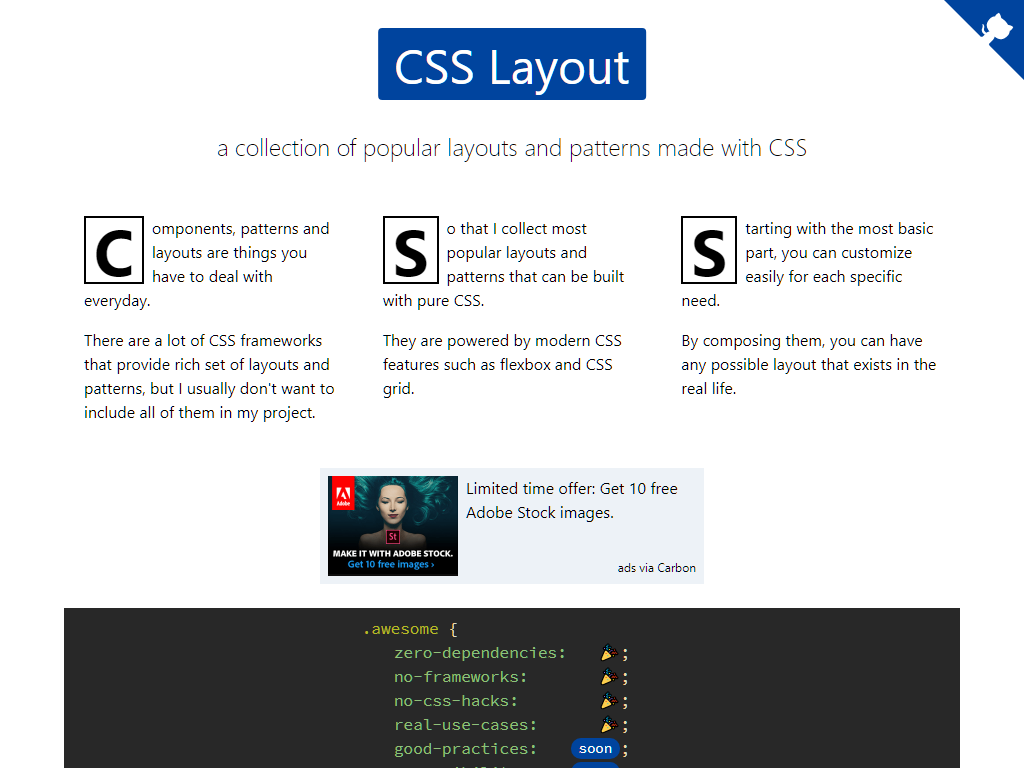 CSS Layout
a collection of popular layouts and patterns made with CSS
Components, patterns and
layouts are things you
have to deal with
everyday.
There are a lot of CSS frameworks
that provide rich set of layouts and
patterns, but I usually don't want to
include all of them in my project.
So that I collect most
popular layouts and
patterns that can be built
with pure CSS.
They are powered by modern CSS
features such as flexbox and CSS
grid.
Starting with the most basic
part, you can customize
easily for each specific
need.
By composing them, you can have
any possible layout that exists in the
real life.
Adobe
St
MAKE IT WITH ADOBE STOCK.
Get 10 free images ›
Limited time offer: Get 10 free
Adobe Stock images.
ads via Carbon
.awesome {
zero-dependencies: 🎉;
no-frameworks: 🎉;
no-css-hacks: 🎉;
real-use-cases: 🎉;
good-practices: soon;